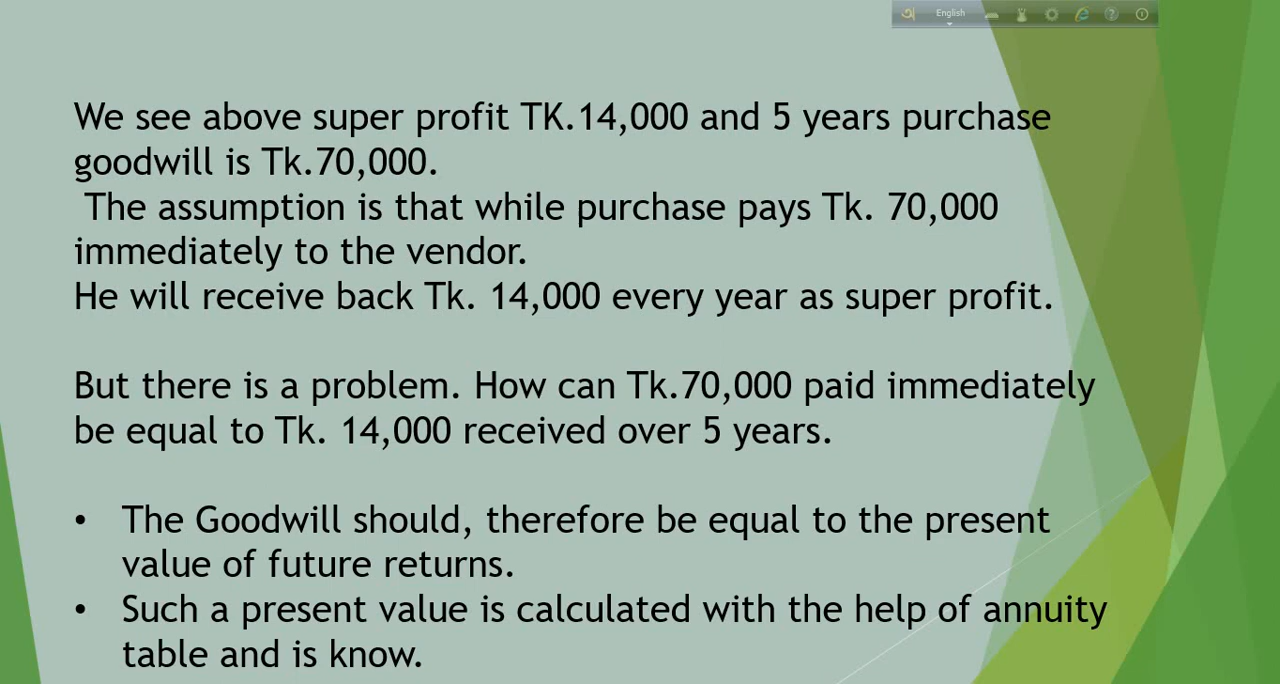 English
We see above super profit TK.14,000 and 5 years purchase
goodwill is Tk.70,000.
The assumption is that while purchase pays Tk. 70,000
immediately to the vendor.
He will receive back Tk. 14,000 every year as super profit.
But there is a problem. How can Tk.70,000 paid immediately
be equal to Tk. 14,000 received over 5 years.
• The Goodwill should, therefore be equal to the present
value of future returns.
• Such a present value is calculated with the help of annuity
table and is know.